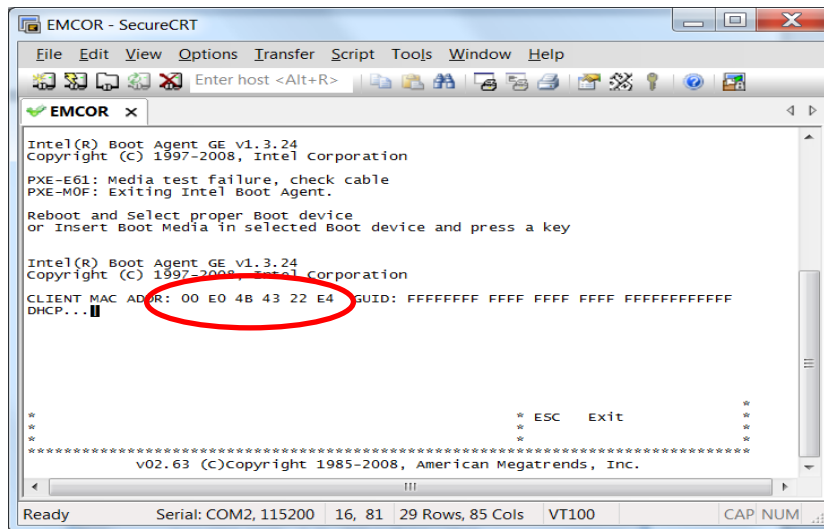 EMCOR - SecureCRT
File Edit View Options Transfer Script Tools Window Help
Enter host <Alt+R>
EMCOR
Intel(R) Boot Agent GE v1.3.24
Copyright (C) 1997-2008, Intel Corporation
PXE-E61: Media test failure, check cable
PXE-M0F: Exiting Intel Boot Agent.
Reboot and Select proper Boot device
or Insert Boot Media in selected Boot device and press a key
Intel(R) Boot Agent GE v1.3.24
Copyright (C) 1997-2008, Intel Corporation
CLIENT MAC ADDR: 00 E0 4B 43 22 E4 GUID: FFFFFFFF FFFF FFFF FFFF FFFFFFFFFFFF
DHCP...
*
* * ESC Exit *
* * *
* * *
*******************************************************************************
v02.63 (C)Copyright 1985-2008, American Megatrends, Inc.
Ready Serial: COM2, 115200 16, 81 29 Rows, 85 Cols VT100 CAP NUM